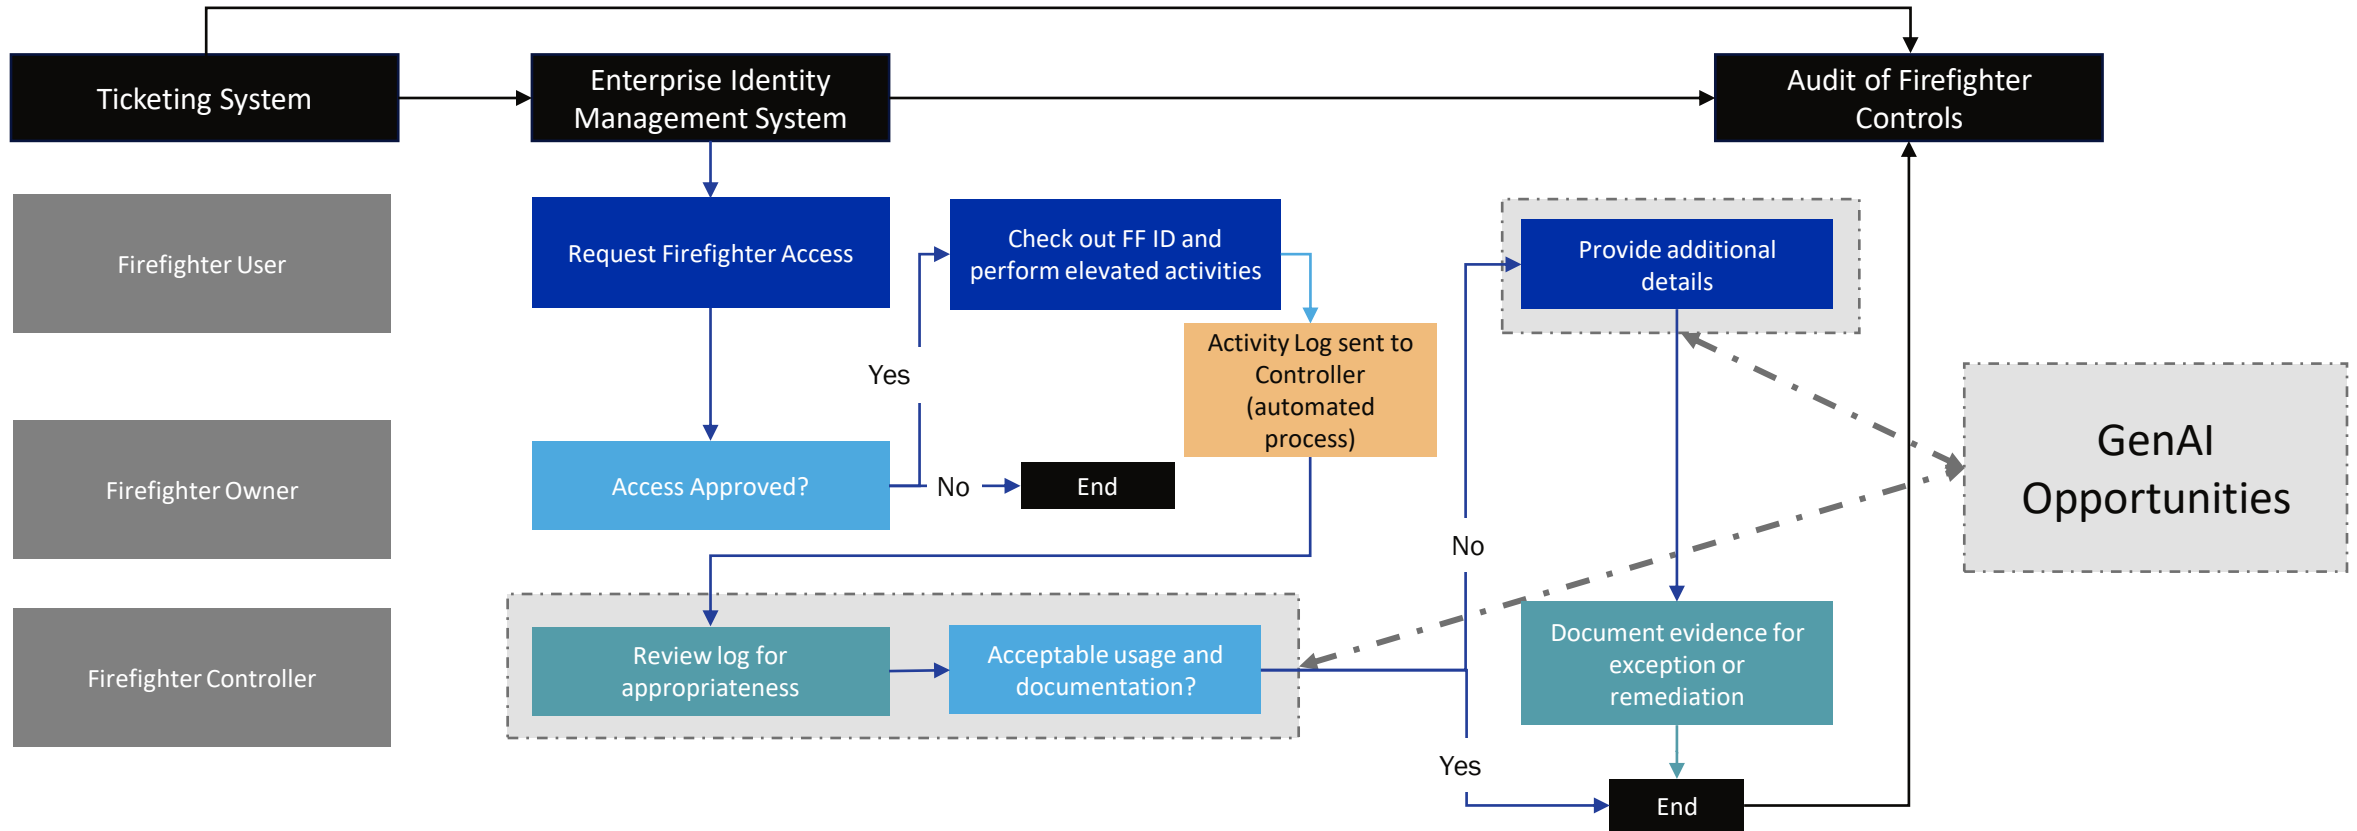 Ticketing System
Enterprise Identity
Management System
Audit of Firefighter
Controls
Firefighter User
Request Firefighter Access
Check out FF ID and
perform elevated activities
Provide additional
details
Activity Log sent to
Controller
(automated
process)
Yes
GenAI
Opportunities
Firefighter Owner
Access Approved?
No
End
No
Firefighter Controller
Review log for
appropriateness
Acceptable usage and
documentation?
Document evidence for
exception or
remediation
Yes
End